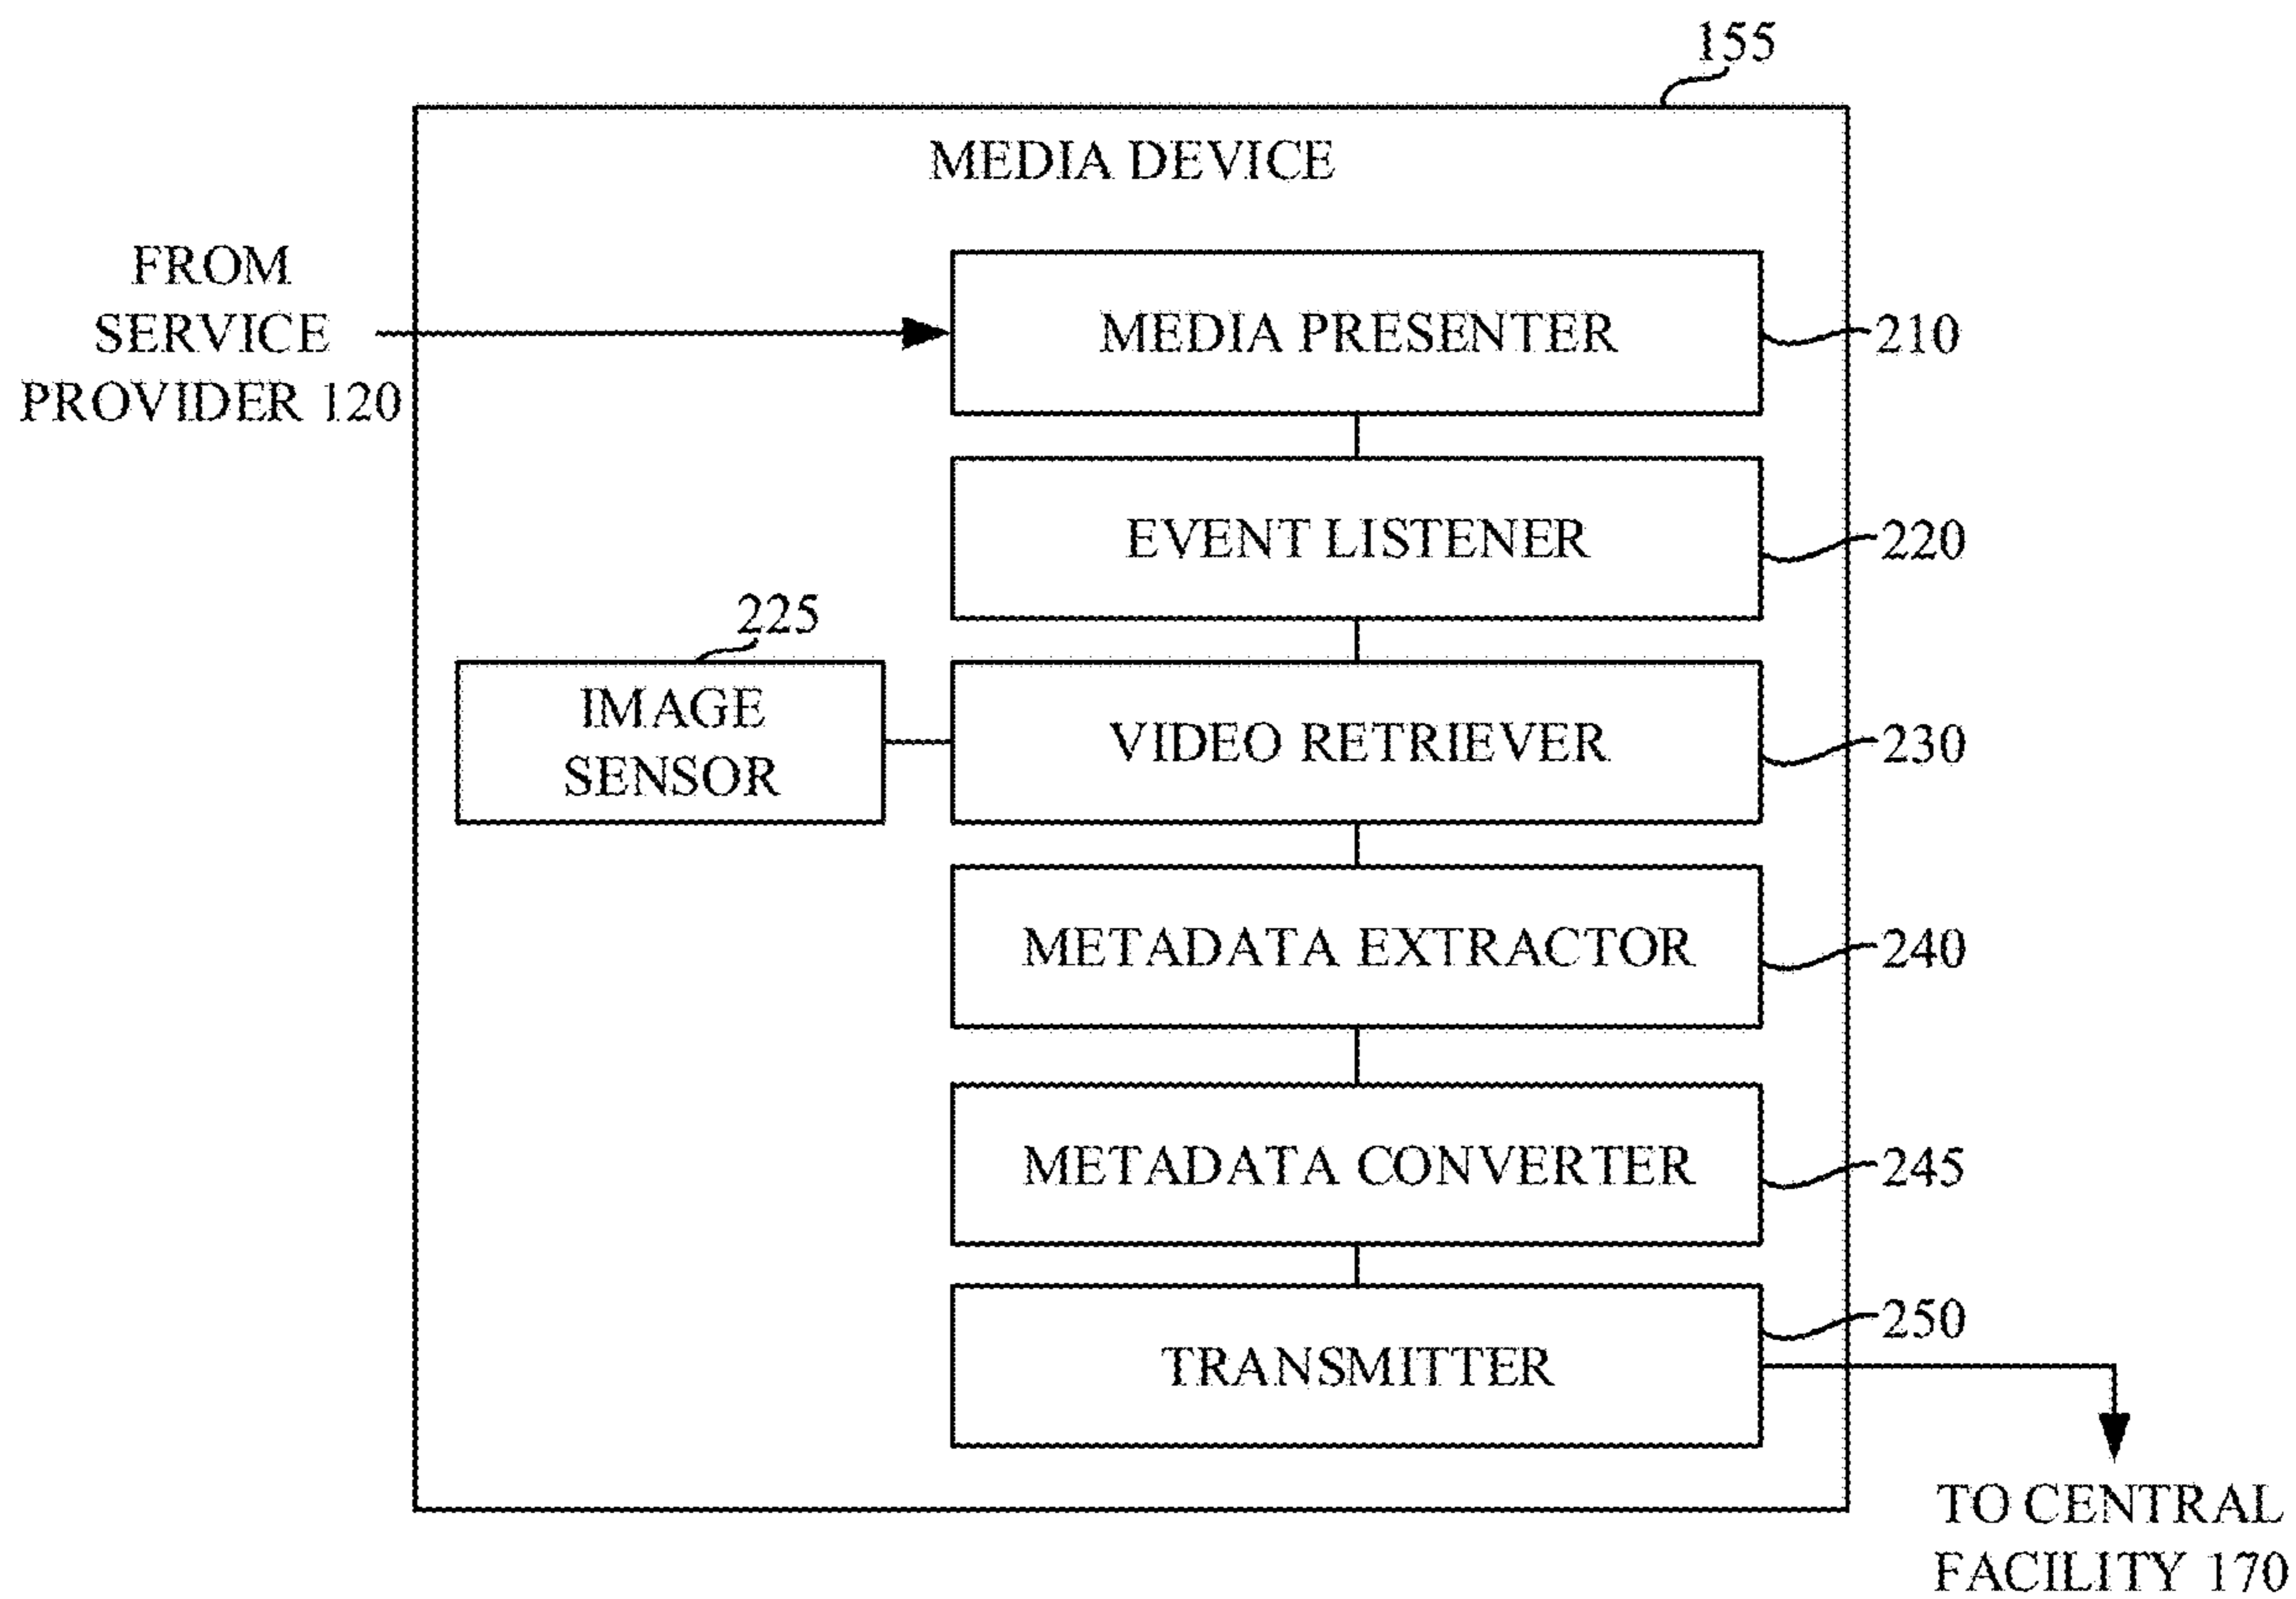 155
MEDIA DEVICE
FROM
SERVICE
PROVIDER 120
MEDIA PRESENTER
210
EVENT LISTENER
220
225
IMAGE
SENSOR
VIDEO RETRIEVER
230
METADATA EXTRACTOR
240
METADATA CONVERTER
245
TRANSMITTER
250
TO CENTRAL
FACILITY 170